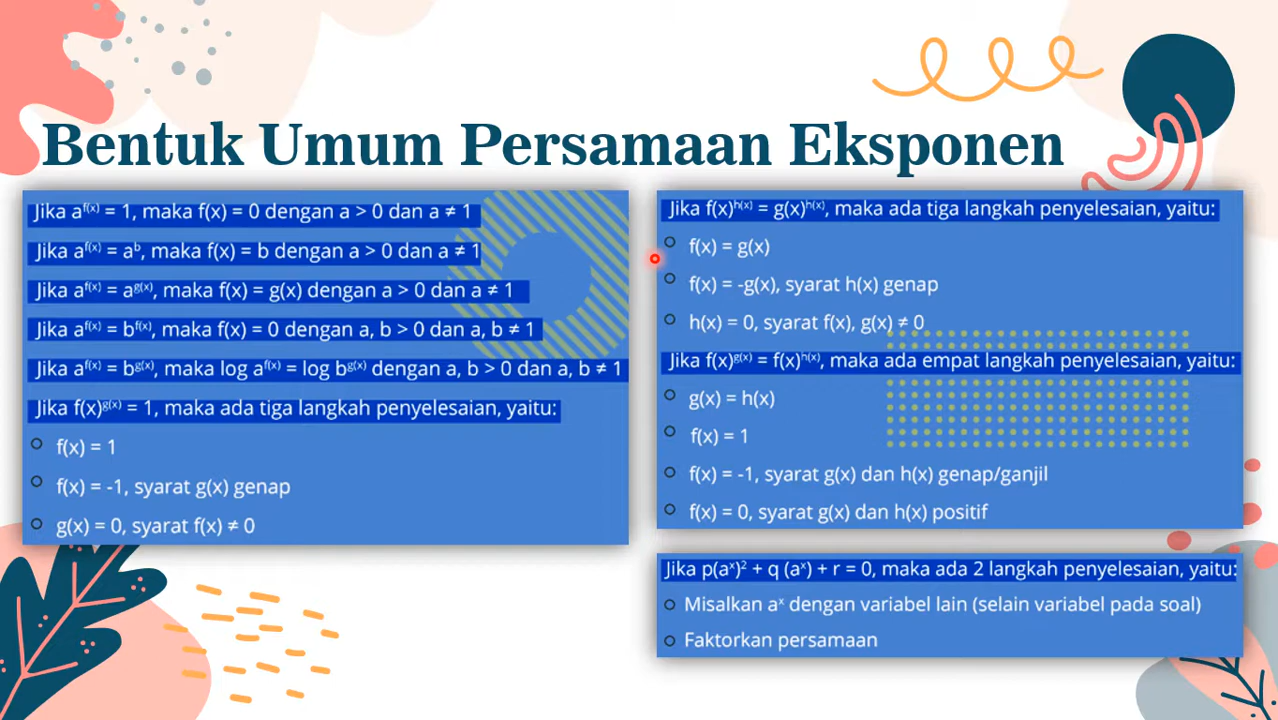 Bentuk Umum Persamaan Eksponen
Jika a^f(x) = 1, maka f(x) = 0 dengan a > 0 dan a ≠ 1
Jika a^f(x) = a^b, maka f(x) = b dengan a > 0 dan a ≠ 1
Jika a^f(x) = a^g(x), maka f(x) = g(x) dengan a > 0 dan a ≠ 1
Jika a^f(x) = b^f(x), maka f(x) = 0 dengan a, b > 0 dan a, b ≠ 1
Jika a^f(x) = b^g(x), maka log a^f(x) = log b^g(x) dengan a, b > 0 dan a, b ≠ 1
Jika f(x)^g(x) = 1, maka ada tiga langkah penyelesaian, yaitu:
f(x) = 1
f(x) = -1, syarat g(x) genap
g(x) = 0, syarat f(x) ≠ 0
Jika f(x)^h(x) = g(x)^h(x), maka ada tiga langkah penyelesaian, yaitu:
f(x) = g(x)
f(x) = -g(x), syarat h(x) genap
h(x) = 0, syarat f(x), g(x) ≠ 0
Jika f(x)^g(x) = f(x)^h(x), maka ada empat langkah penyelesaian, yaitu:
g(x) = h(x)
f(x) = 1
f(x) = -1, syarat g(x) dan h(x) genap/ganjil
f(x) = 0, syarat g(x) dan h(x) positif
Jika p(a^x)² + q (a^x) + r = 0, maka ada 2 langkah penyelesaian, yaitu:
Misalkan a^x dengan variabel lain (selain variabel pada soal)
Faktorkan persamaan